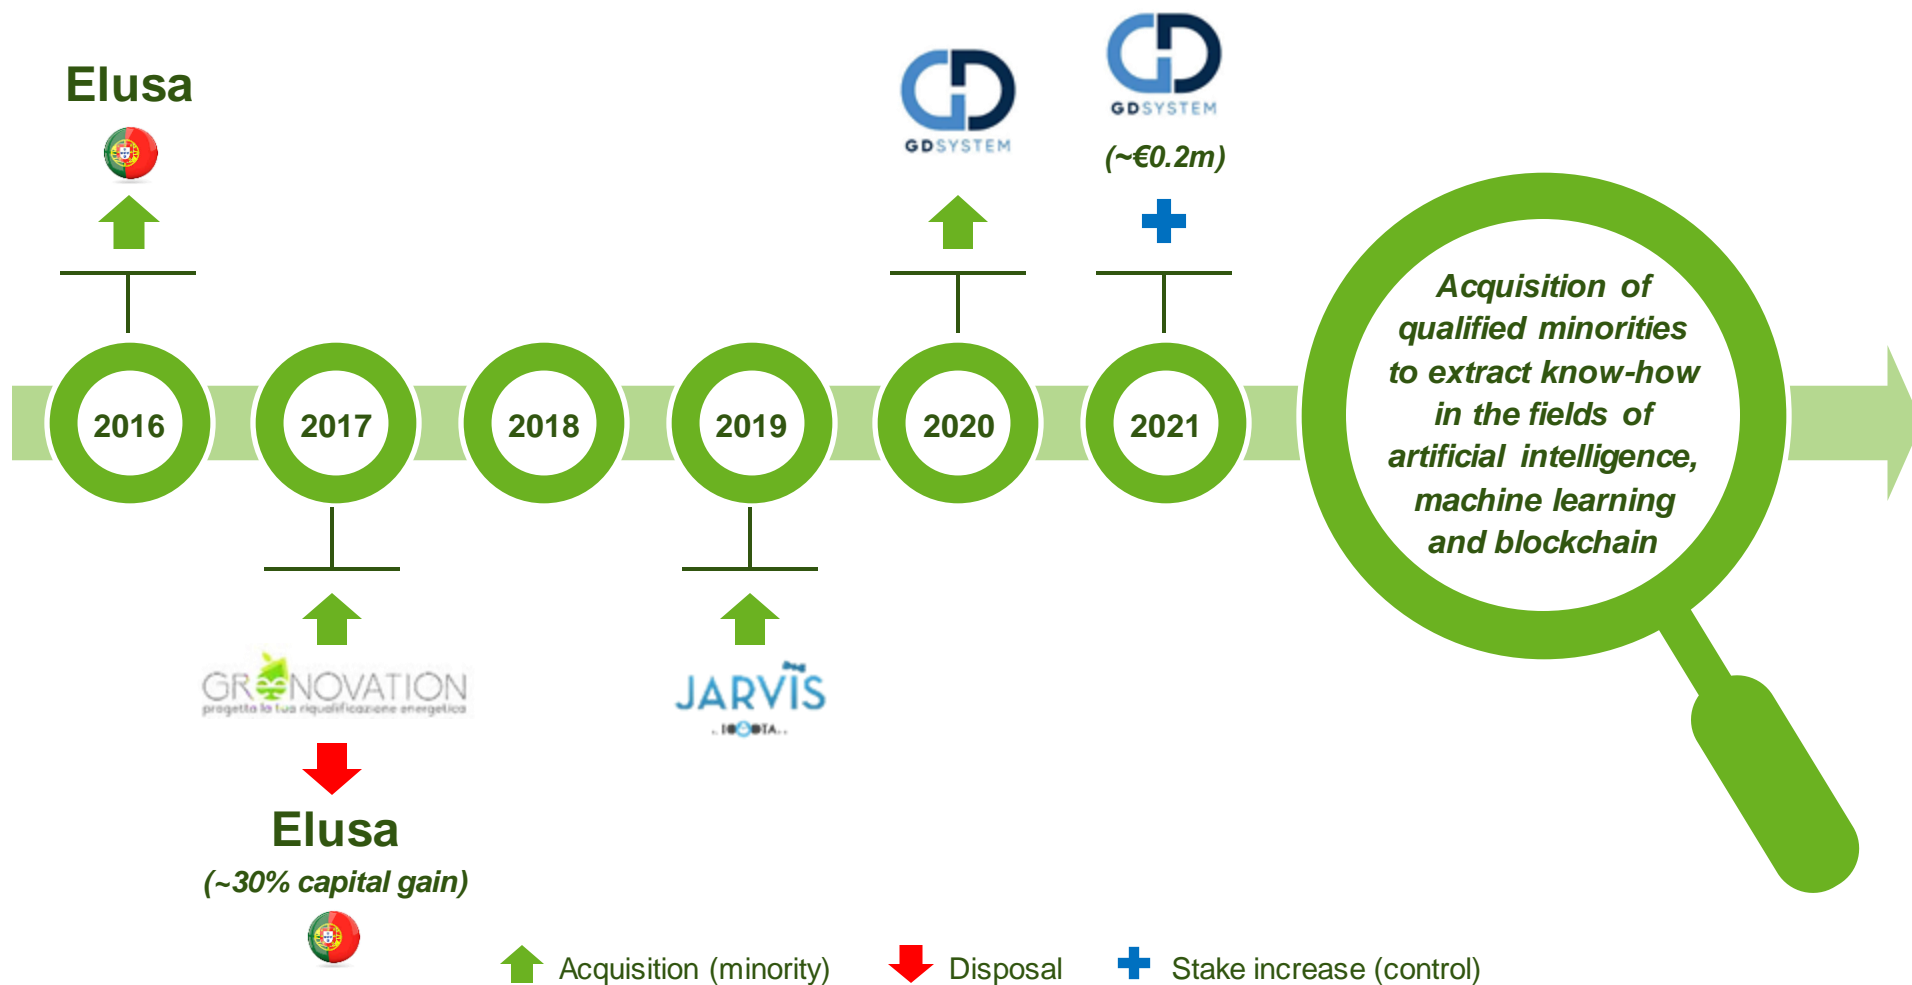 Elusa
GDSYSTEM
GDSYSTEM
(~€0.2m)
2016
2017
2018
2019
2020
2021
Acquisition of
qualified minorities
to extract know-how
in the fields of
artificial intelligence,
machine learning
and blockchain
GREENOVATION
progetta la tua riqualificazione energetica
JARVIS
Elusa
(~30% capital gain)
Acquisition (minority)
Disposal
Stake increase (control)